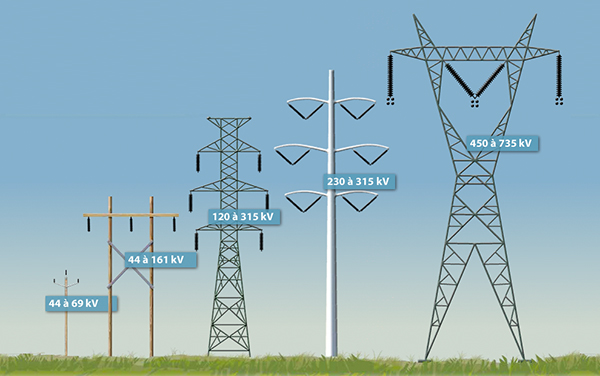 44 à 69 kV
44 à 161 kV
120 à 315 kV
230 à 315 kV
450 à 735 kV